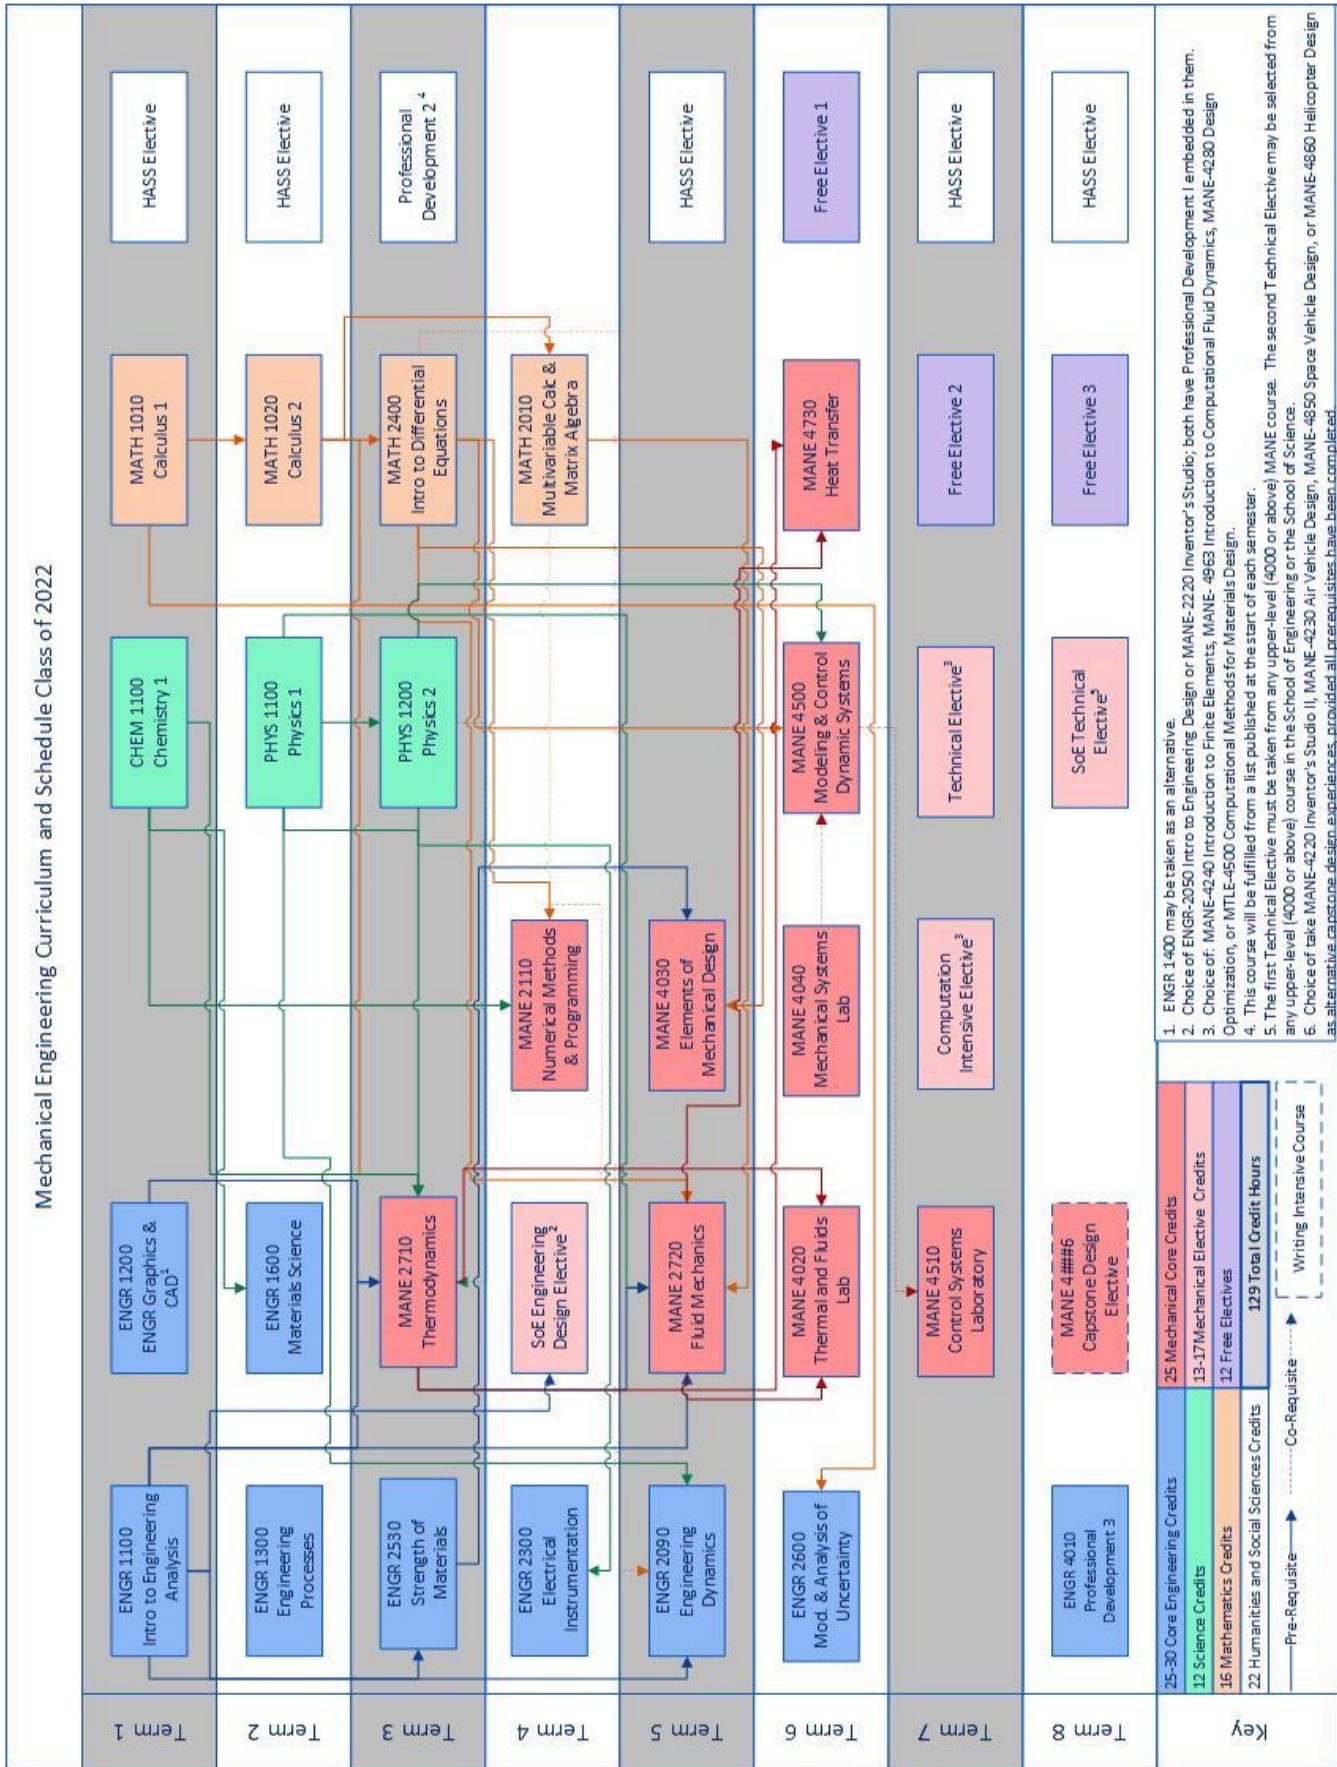 Mechanical Engineering Curriculum and Schedule Class of 2022
Term 1
ENGR 1100
Intro to Engineering
Analysis
ENGR 1200
ENGR Graphics &
CAD1
CHEM 1100
Chemistry 1
MATH 1010
Calculus 1
HASS Elective
Term 2
ENGR 1300
Engineering
Processes
ENGR 1600
Materials Science
PHYS 1100
Physics 1
MATH 1020
Calculus 2
HASS Elective
Term 3
ENGR 2530
Strength of
Materials
MANE 2710
Thermodynamics
PHYS 1200
Physics 2
MATH 2400
Intro to Differential
Equations
Professional
Development 2 4
Term 4
ENGR 2300
Electrical
Instrumentation
SoE Engineering
Design Elective2
MANE 2110
Numerical Methods
& Programming
MATH 2010
Multivariable Calc &
Matrix Algebra
Term 5
ENGR 2090
Engineering
Dynamics
MANE 2720
Fluid Mechanics
MANE 4030
Elements of
Mechanical Design
HASS Elective
Term 6
ENGR 2600
Mod. & Analysis of
Uncertainty
MANE 4020
Thermal and Fluids
Lab
MANE 4040
Mechanical Systems
Lab
MANE 4500
Modeling & Control
Dynamic Systems
MANE 4730
Heat Transfer
Free Elective 1
Term 7
MANE 4510
Control Systems
Laboratory
Computation
Intensive Elective3
Technical Elective3
Free Elective 2
HASS Elective
Term 8
ENGR 4010
Professional
Development 3
MANE 4###6
Capstone Design
Elective
SoE Technical
Elective5
Free Elective 3
HASS Elective
Key
25-30 Core Engineering Credits
25 Mechanical Core Credits
12 Science Credits
13-17Mechanical Elective Credits
16 Mathematics Credits
12 Free Electives
22 Humanities and Social Sciences Credits
129 Total Credit Hours
Pre-Requisite
Co-Requisite
Writing Intensive Course
1. ENGR 1400 may be taken as an alternative.
2. Choice of ENGR-2050 Intro to Engineering Design or MANE-2220 Inventor's Studio; both have Professional Development I embedded in them.
3. Choice of: MANE-4240 Introduction to Finite Elements, MANE- 4963 Introduction to Computational Fluid Dynamics, MANE-4280 Design
Optimization, or MTLE-4500 Computational Methods for Materials Design.
4. This course will be fulfilled from a list published at the start of each semester.
5. The first Technical Elective must be taken from any upper-level (4000 or above) MANE course. The second Technical Elective may be selected from
any upper-level (4000 or above) course in the School of Engineering or the School of Science.
6. Choice of take MANE-4220 Inventor's Studio II, MANE-4230 Air Vehicle Design, MANE-4850 Space Vehicle Design, or MANE-4860 Helicopter Design
as alternative capstone design experiences, provided all prerequisites have been completed